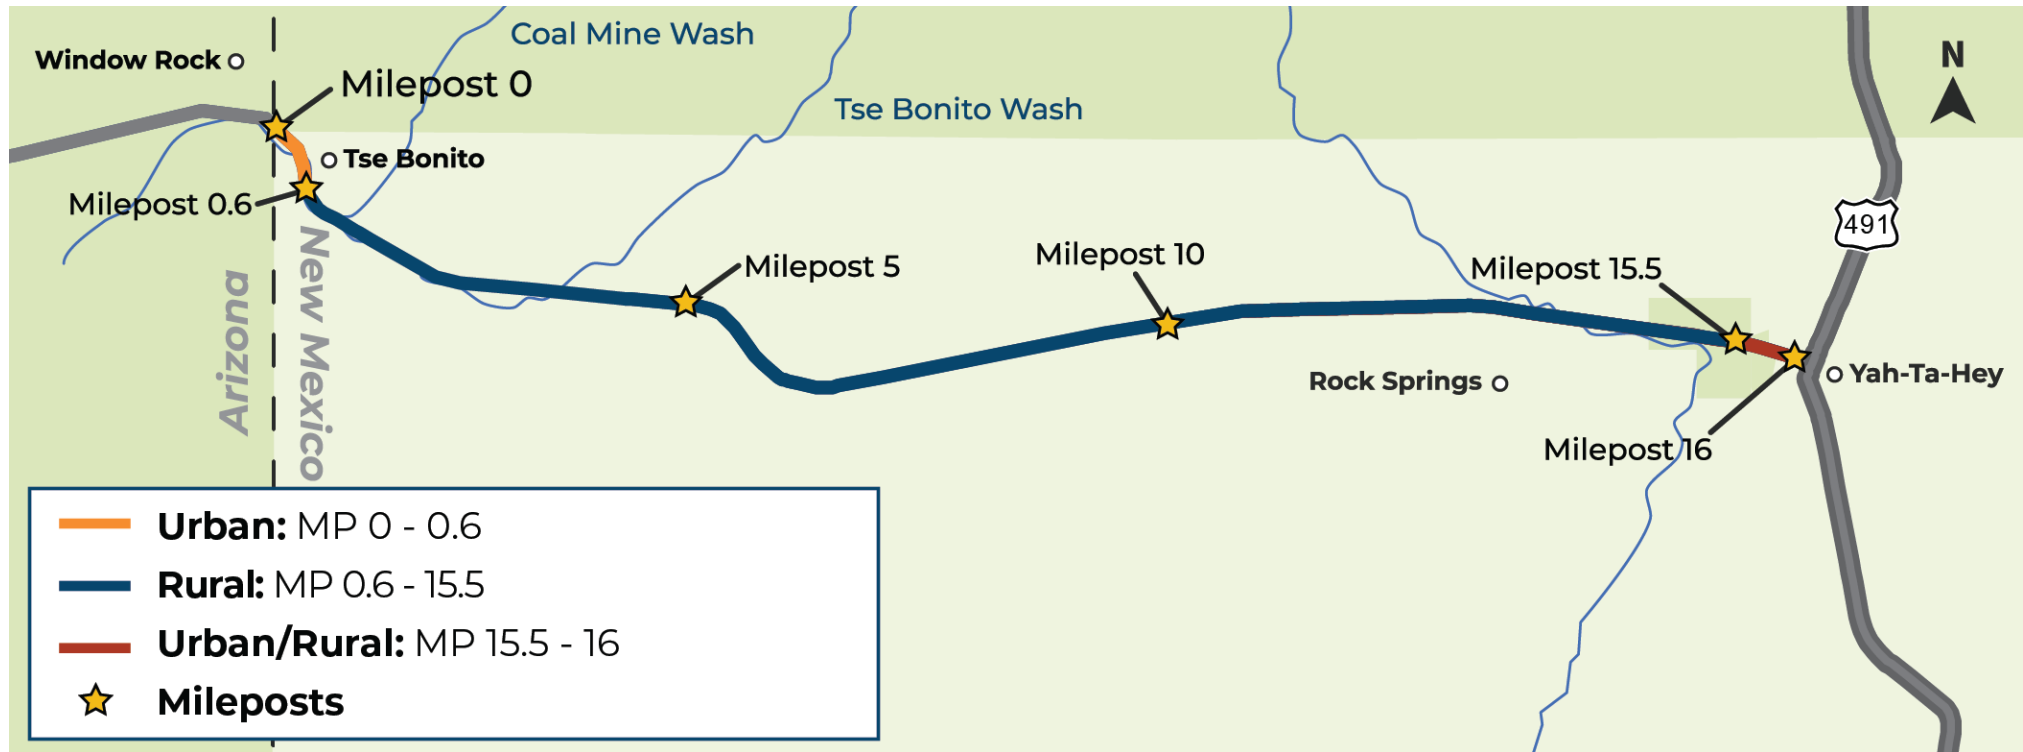 Coal Mine Wash
N
Window Rock
Milepost 0
Tse Bonito Wash
Tse Bonito
Milepost 0.6
491
Milepost 10
Milepost 5
Milepost 15.5
Arizona
New Mexico
Rock Springs
Yah-Ta-Hey
Milepost 16
Urban: MP 0 - 0.6
Rural: MP 0.6 - 15.5
Urban/Rural: MP 15.5 - 16
Mileposts